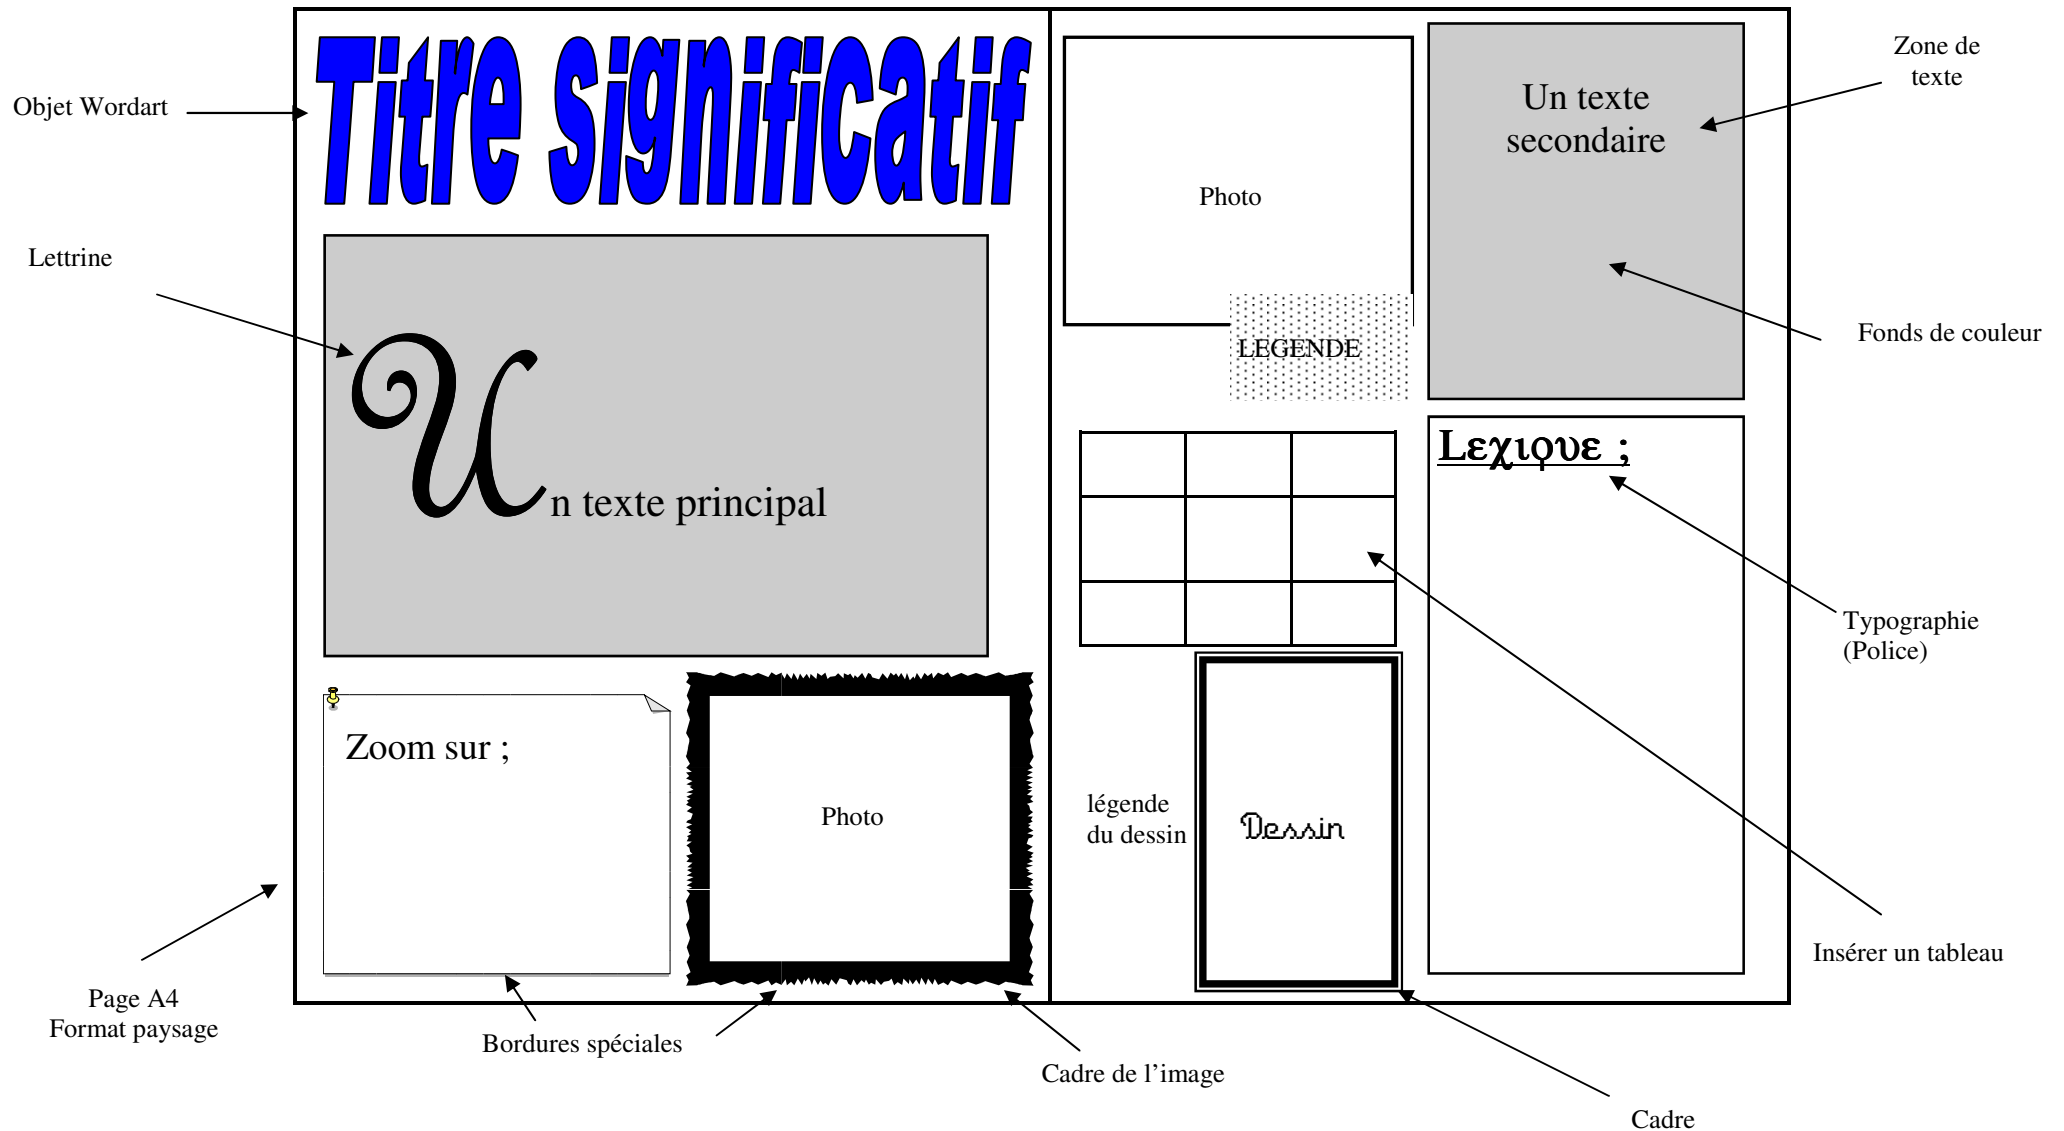 Objet Wordart
Titre significatif
Lettrine
Un texte principal
Zoom sur ;
Photo
Page A4
Format paysage
Bordures spéciales
Cadre de l’image
Photo
LEGENDE
Un texte
secondaire
Zone de
texte
Fonds de couleur
Lεχιϕυε ;
Typographie
(Police)
légende
du dessin
Dessin
Insérer un tableau
Cadre